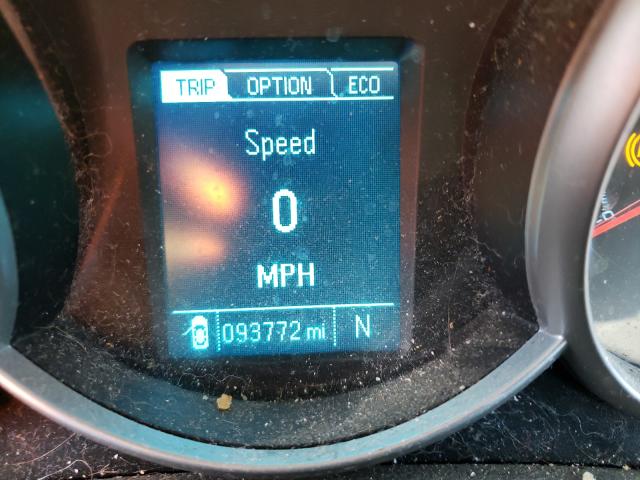 TRIP OPTION ECO
Speed
0
MPH
093772 mi N